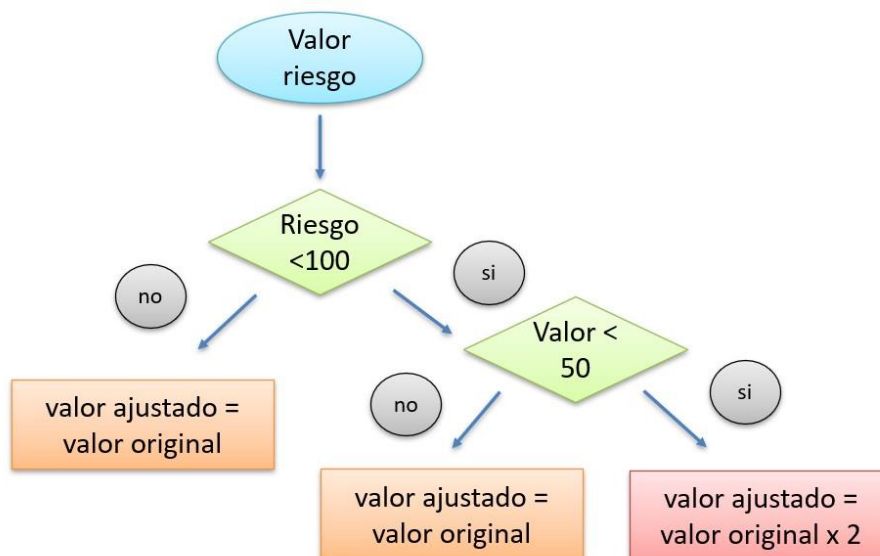 Valor
riesgo
Riesgo
<100
no
si
Valor <
50
no
si
valor ajustado =
valor original
valor ajustado =
valor original
valor ajustado =
valor original x 2